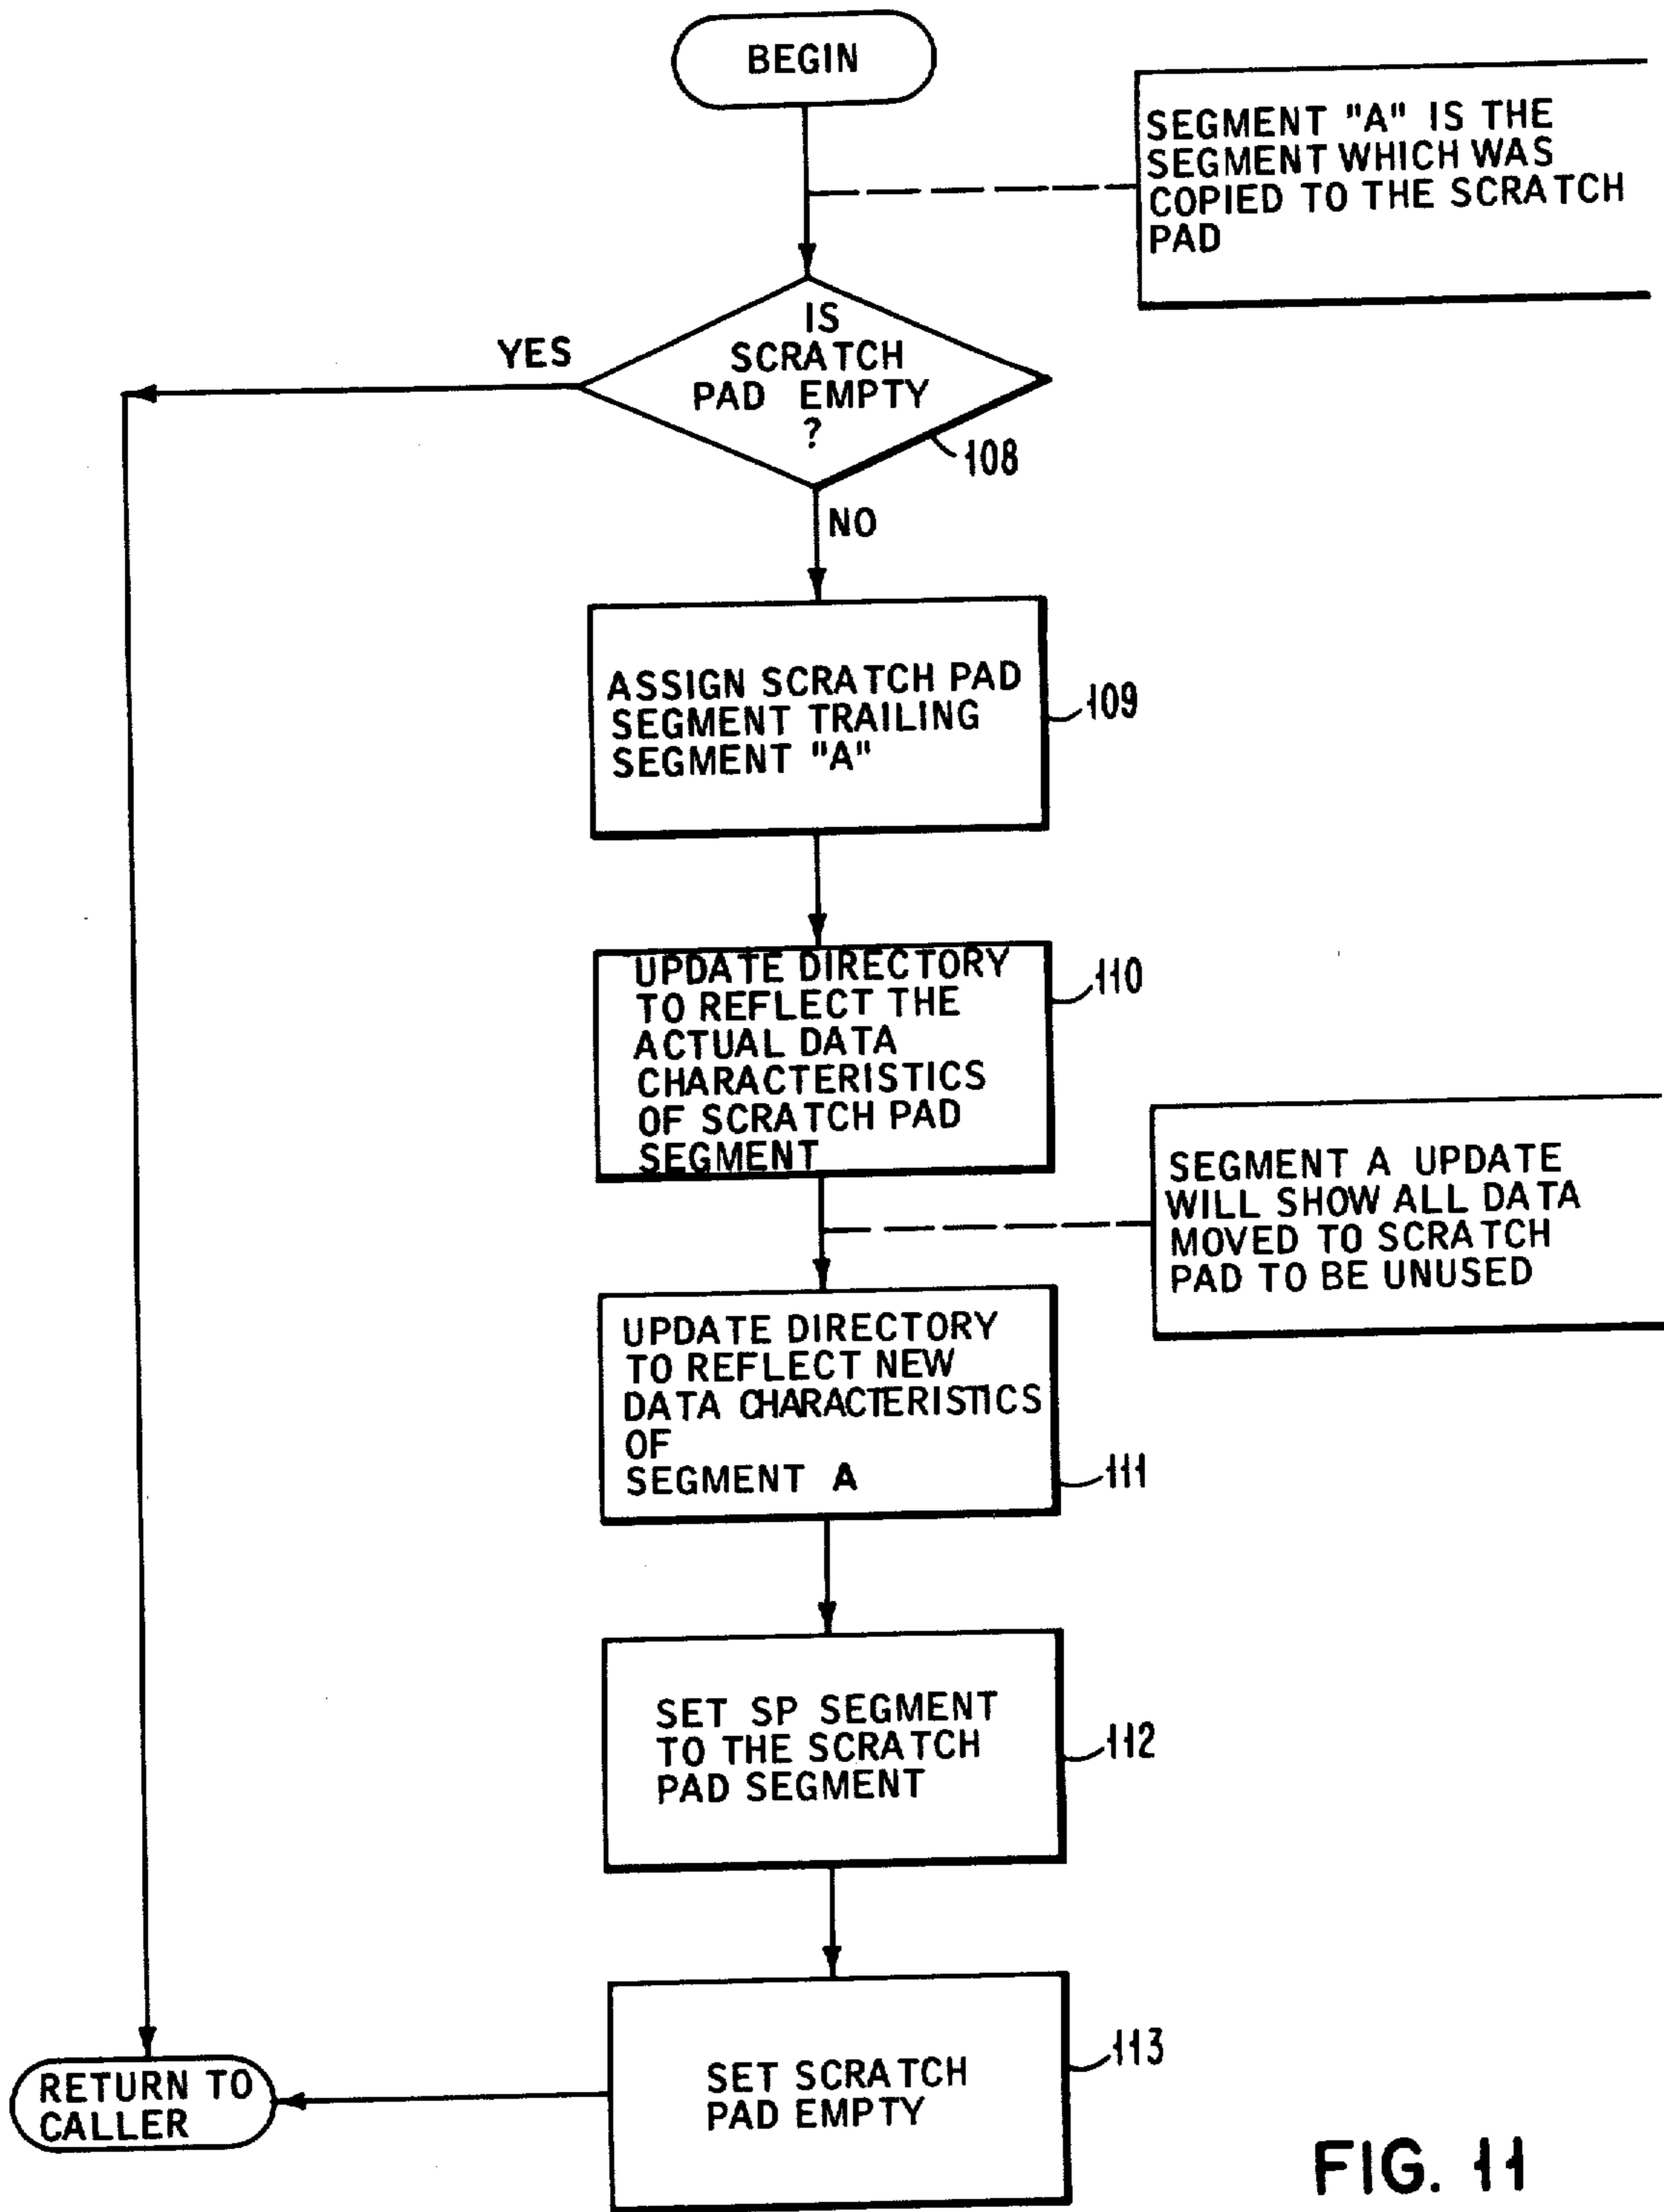 BEGIN
SEGMENT "A" IS THE
SEGMENT WHICH WAS
COPIED TO THE SCRATCH
PAD
IS
SCRATCH
PAD EMPTY
?
YES
108
NO
ASSIGN SCRATCH PAD
SEGMENT TRAILING
SEGMENT "A"
109
UPDATE DIRECTORY
TO REFLECT THE
ACTUAL DATA
CHARACTERISTICS
OF SCRATCH PAD
SEGMENT
110
SEGMENT A UPDATE
WILL SHOW ALL DATA
MOVED TO SCRATCH
PAD TO BE UNUSED
UPDATE DIRECTORY
TO REFLECT NEW
DATA CHARACTERISTICS
OF
SEGMENT A
111
SET SP SEGMENT
TO THE SCRATCH
PAD SEGMENT
112
SET SCRATCH
PAD EMPTY
113
RETURN TO
CALLER
FIG. 11